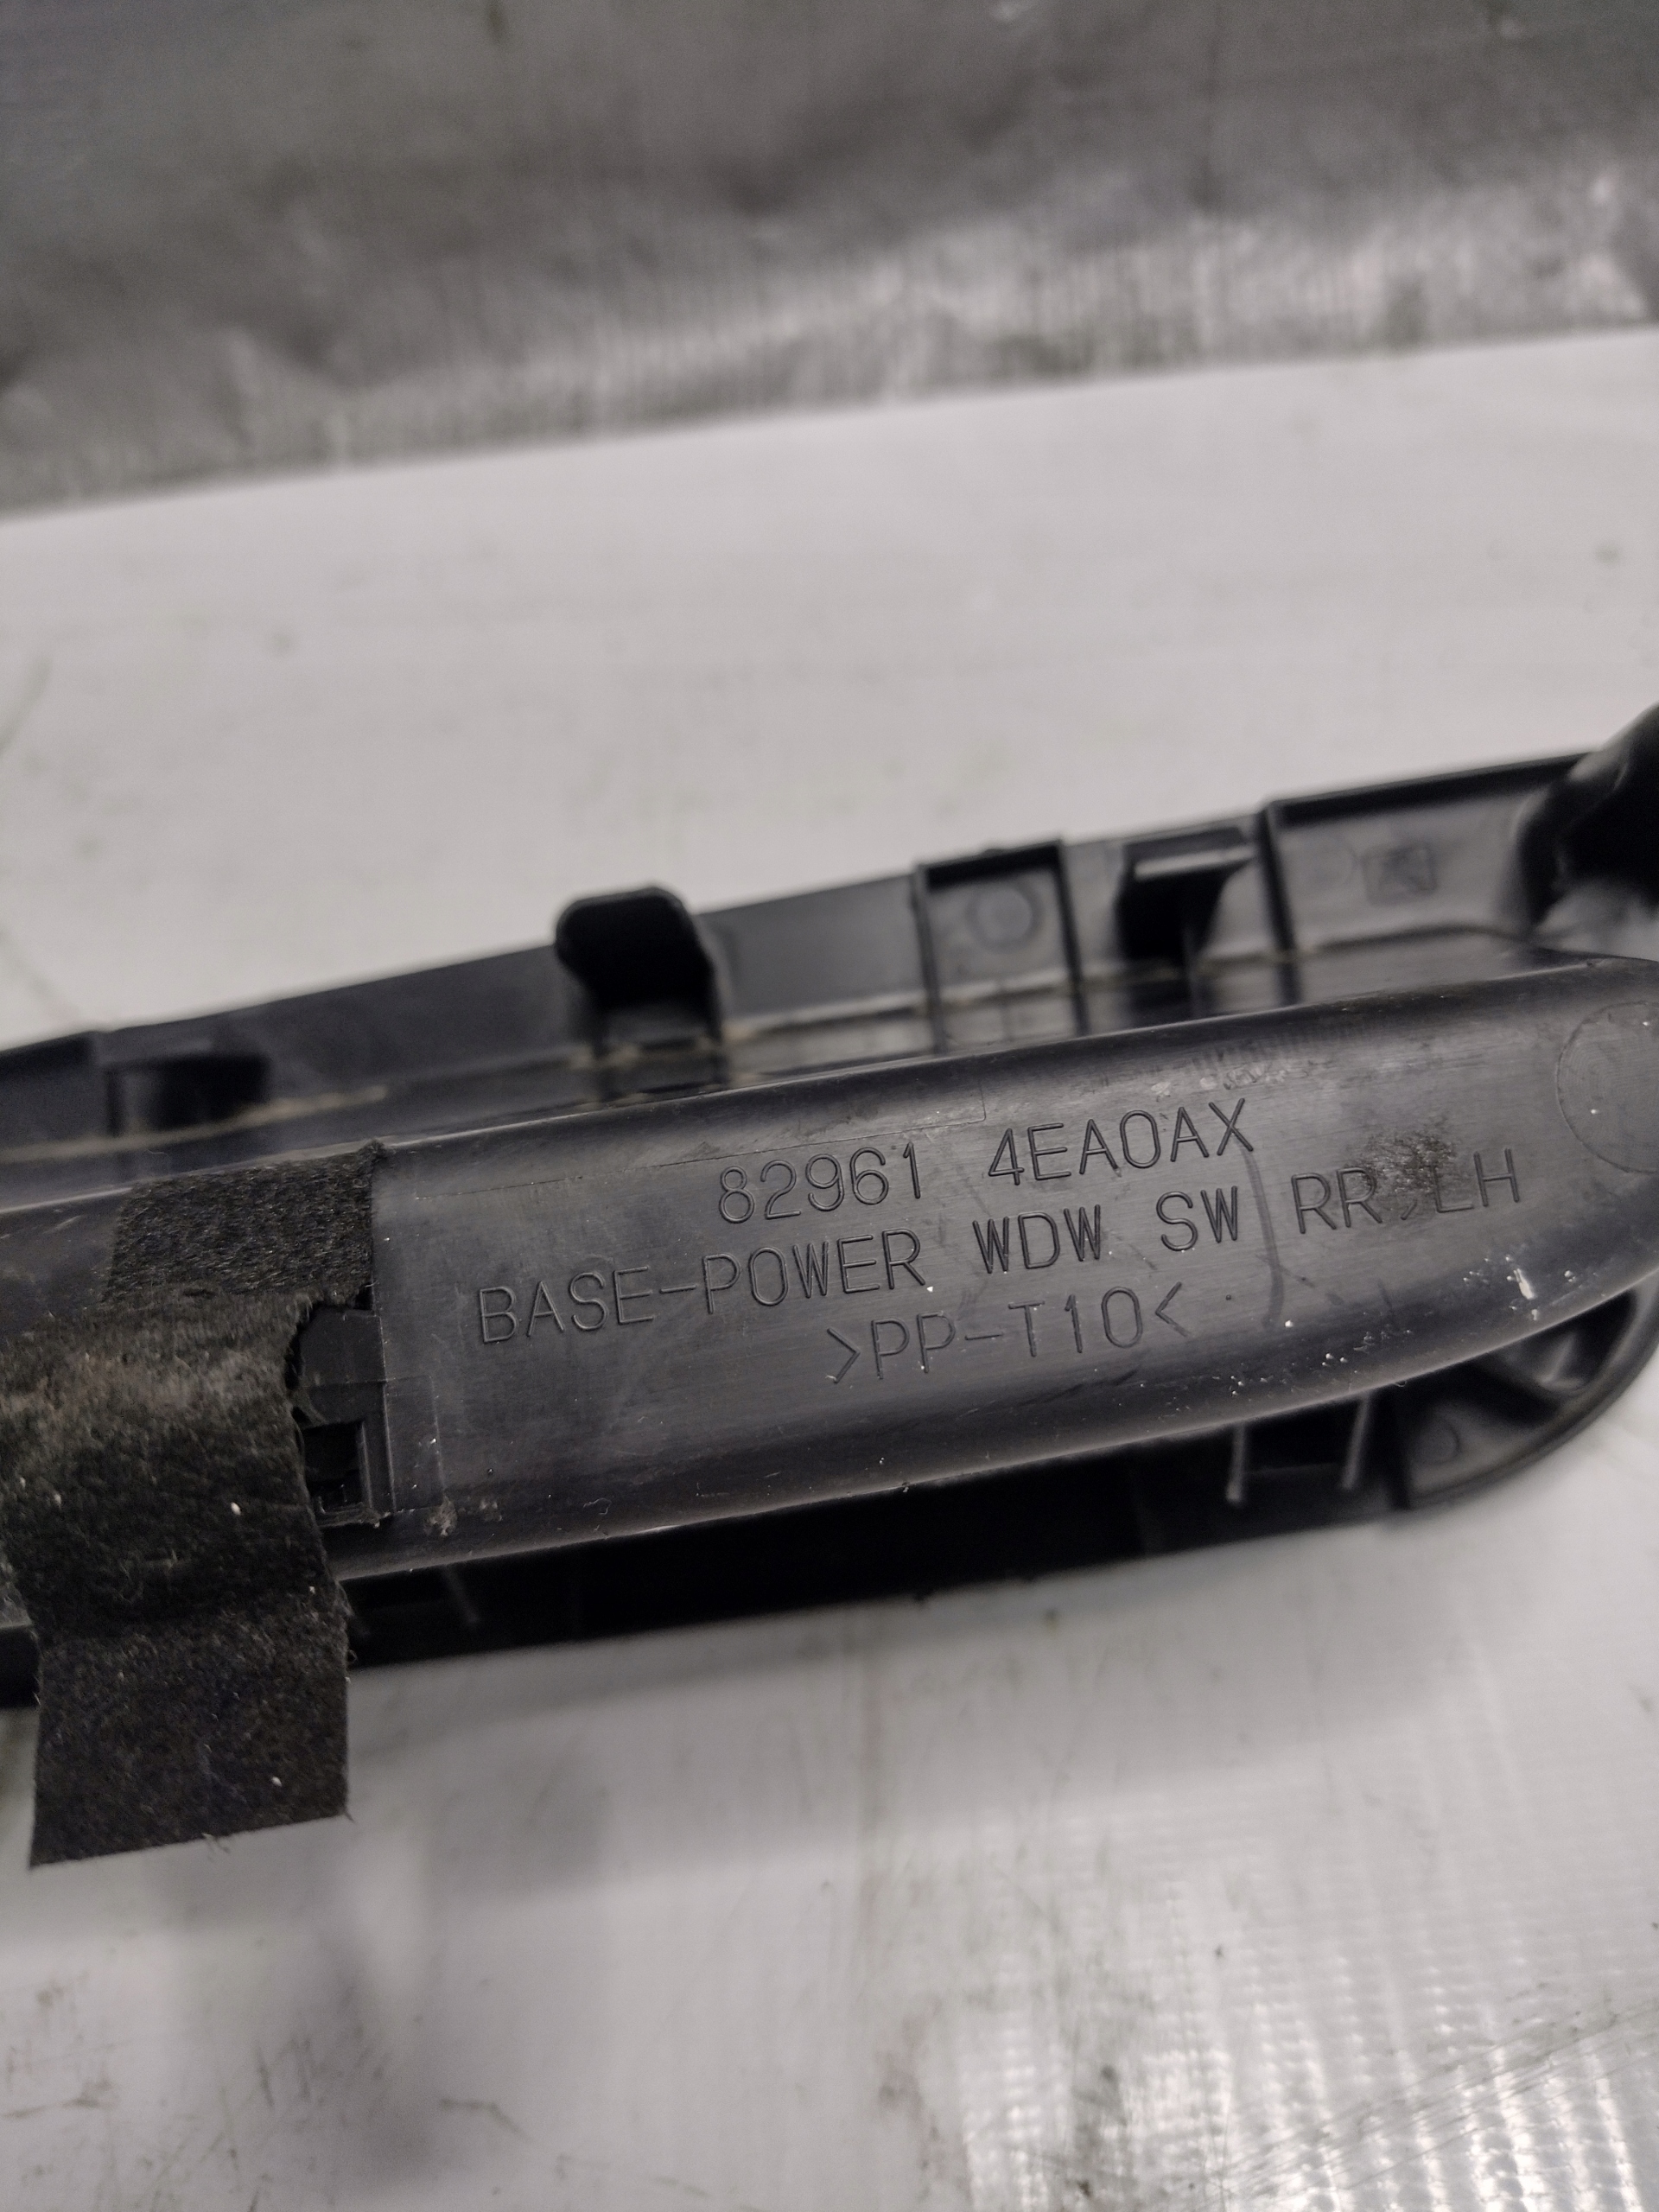 82961 4EA0AX
BASE-POWER WDW SW RR, LH
>PP-T10<